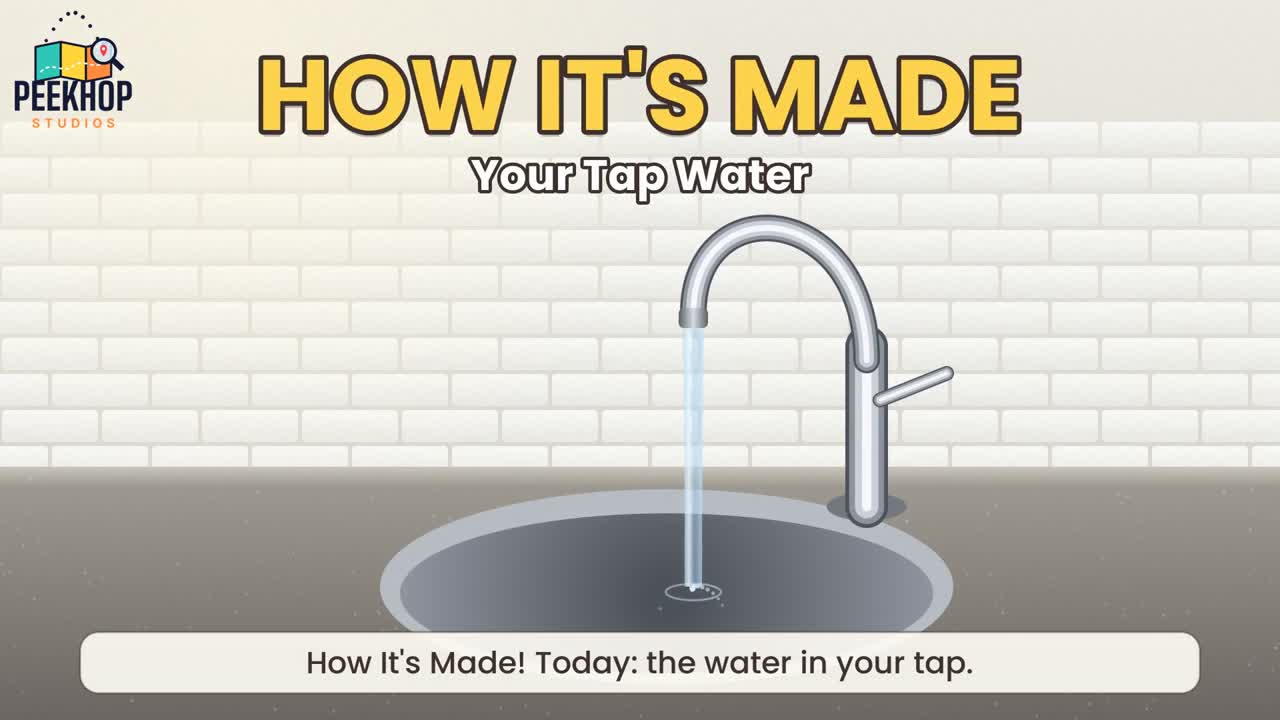 PEEKHOP
STUDIOS
HOW IT'S MADE
Your Tap Water
How It's Made! Today: the water in your tap.